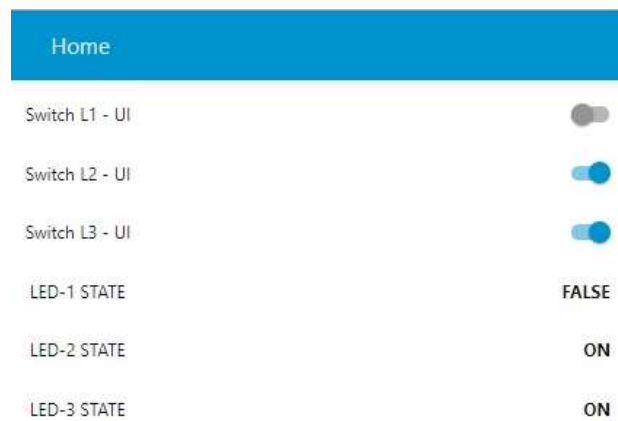 Home
Switch L1 - UI
Switch L2 - UI
Switch L3 - UI
LED-1 STATE FALSE
LED-2 STATE ON
LED-3 STATE ON